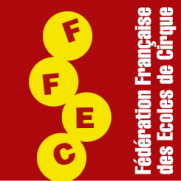 F
F
E
C
Fédération Française
des Ecoles de Cirque